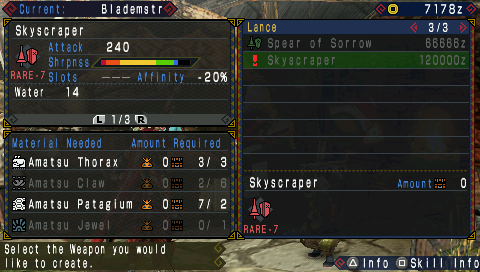 Current: Blademstr
7178z
Skyscraper
Attack 240
Shrpnss
RARE-7
Slots --- Affinity -20%
Water 14
L 1/3 R
Material Needed Amount Required
Amatsu Thorax 0 3/ 3
Amatsu Claw 0 2/ 6
Amatsu Patagium 0 7/ 2
Amatsu Jewel 0 0/ 1
Select the Weapon you would
like to create.
Lance 3/3
Spear of Sorrow 66666z
Skyscraper 120000z
Skyscraper Amount 0
RARE-7
Info Skill Info